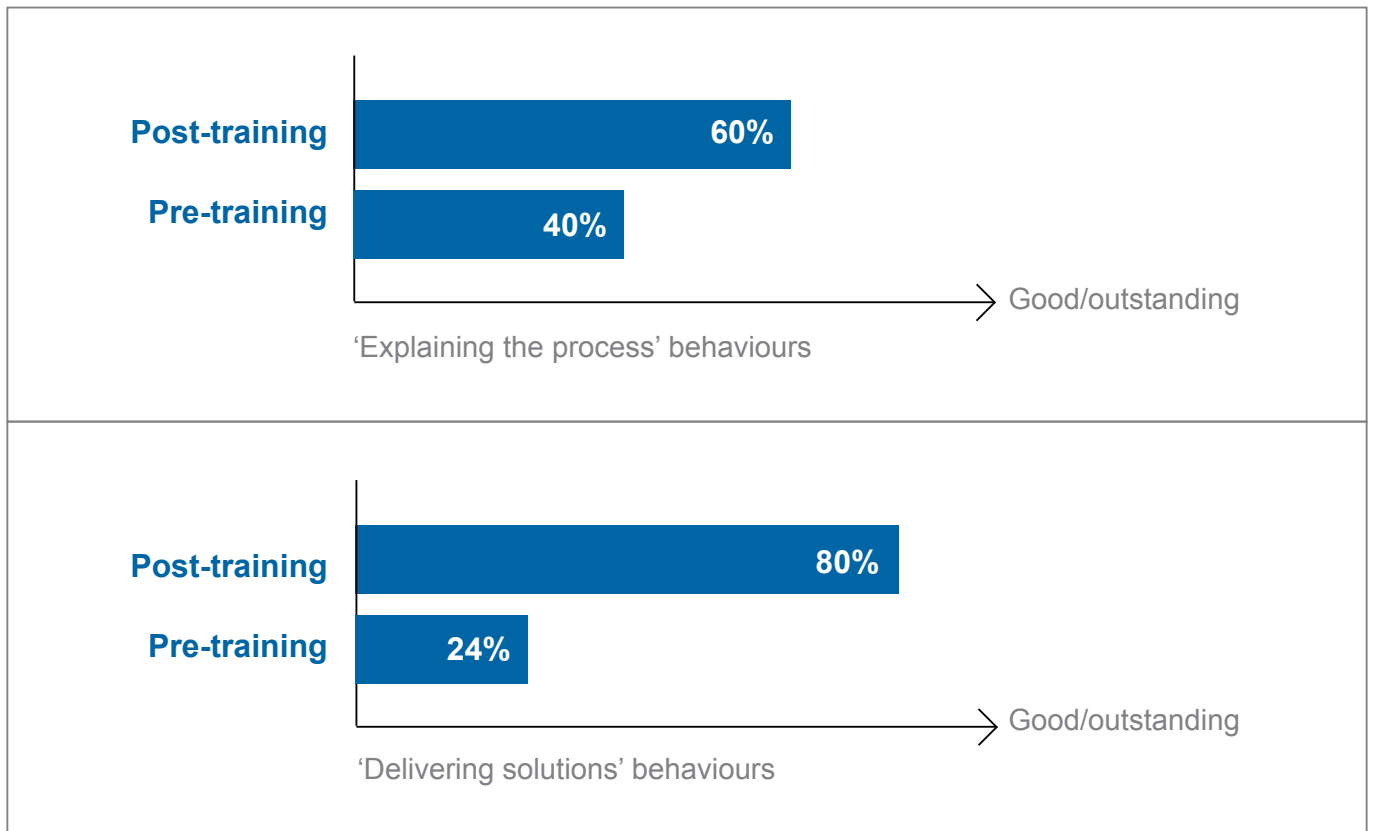 Post-training
60%
Pre-training
40%
Good/outstanding
‘Explaining the process’ behaviours
Post-training
80%
Pre-training
24%
Good/outstanding
‘Delivering solutions’ behaviours